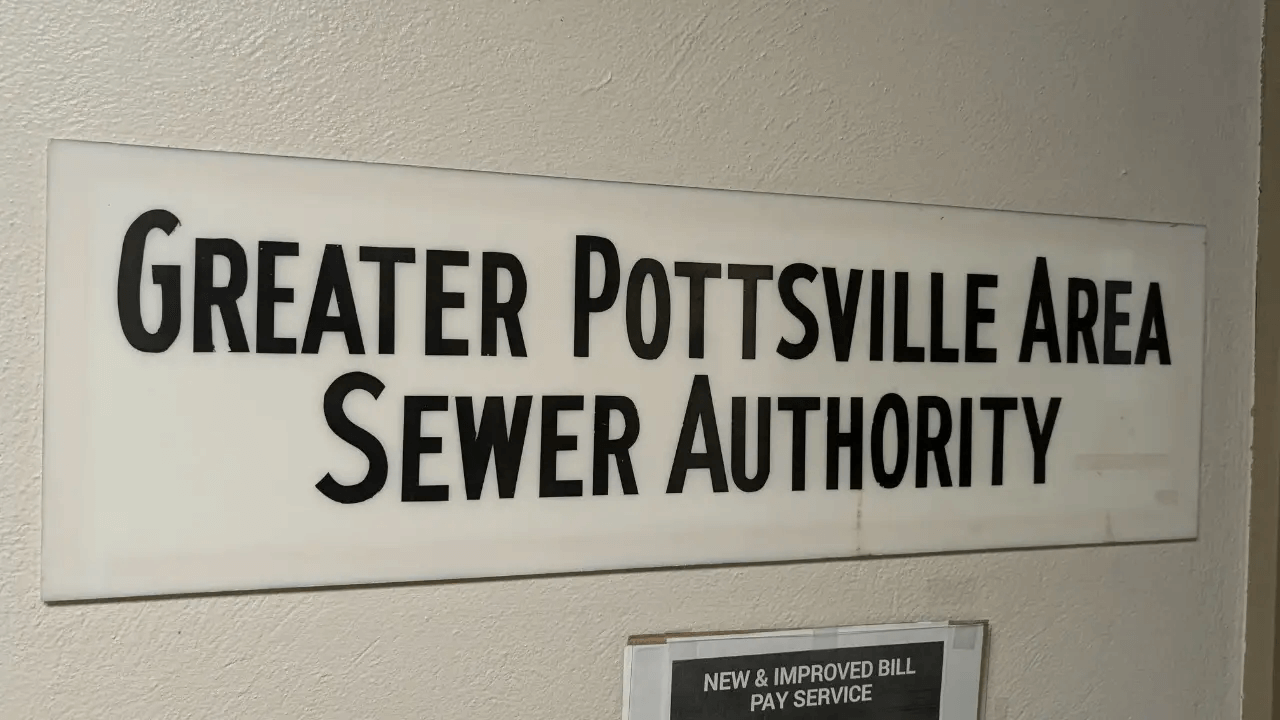 GREATER POTTSVILLE AREA
SEWER AUTHORITY
NEW & IMPROVED BILL
PAY SERVICE